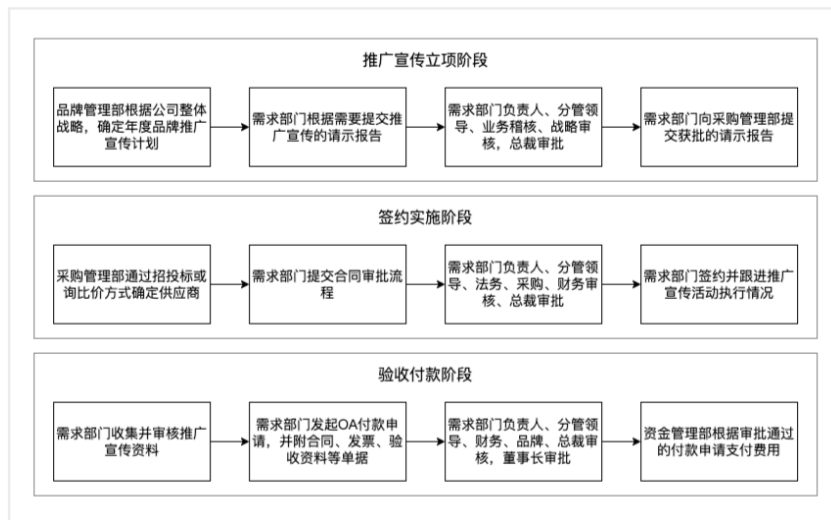 推广宣传立项阶段
品牌管理部根据公司整体
战略，确定年度品牌推广
宣传计划
需求部门根据需要提交推
广宣传的请示报告
需求部门负责人、分管领
导、业务稽核、战略审
核，总裁审批
需求部门向采购管理部提
交获批的请示报告
签约实施阶段
采购管理部通过招投标或
询比价方式确定供应商
需求部门提交合同审批流
程
需求部门负责人、分管领
导、法务、采购、财务审
核、总裁审批
需求部门签约并跟进推广
宣传活动执行情况
验收付款阶段
需求部门收集并审核推广
宣传资料
需求部门发起OA付款申
请，并附合同、发票、验
收资料等单据
需求部门负责人、分管领
导、财务、品牌、总裁审
核，董事长审批
资金管理部根据审批通过
的付款申请支付费用